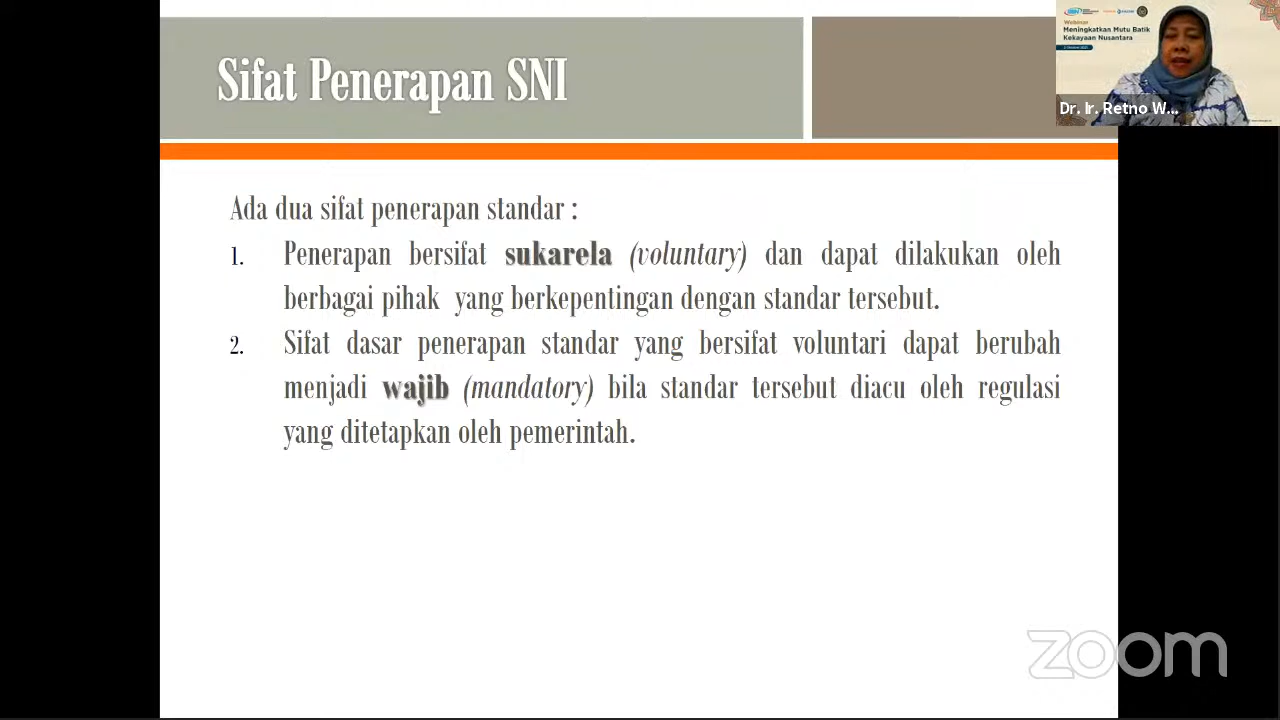 Sifat Penerapan SNI
Webinar
Meningkatkan Mutu Batik
Kekayaan Nusantara
Dr. Ir. Retno W...
Ada dua sifat penerapan standar :
1. Penerapan bersifat sukarela (voluntary) dan dapat dilakukan oleh
berbagai pihak yang berkepentingan dengan standar tersebut.
2. Sifat dasar penerapan standar yang bersifat voluntari dapat berubah
menjadi wajib (mandatory) bila standar tersebut diacu oleh regulasi
yang ditetapkan oleh pemerintah.
zoom